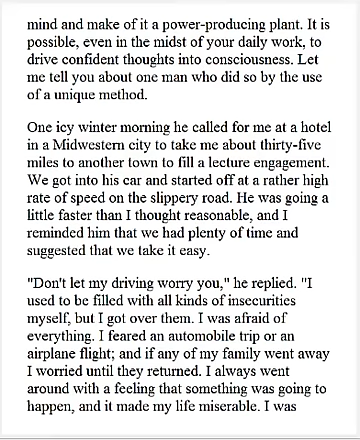 mind and make of it a power-producing plant. It is
possible, even in the midst of your daily work, to
drive confident thoughts into consciousness. Let
me tell you about one man who did so by the use
of a unique method.
One icy winter morning he called for me at a hotel
in a Midwestern city to take me about thirty-five
miles to another town to fill a lecture engagement.
We got into his car and started off at a rather high
rate of speed on the slippery road. He was going a
little faster than I thought reasonable, and I
reminded him that we had plenty of time and
suggested that we take it easy.
"Don't let my driving worry you," he replied. "I
used to be filled with all kinds of insecurities
myself, but I got over them. I was afraid of
everything. I feared an automobile trip or an
airplane flight; and if any of my family went away
I worried until they returned. I always went
around with a feeling that something was going to
happen, and it made my life miserable. I was